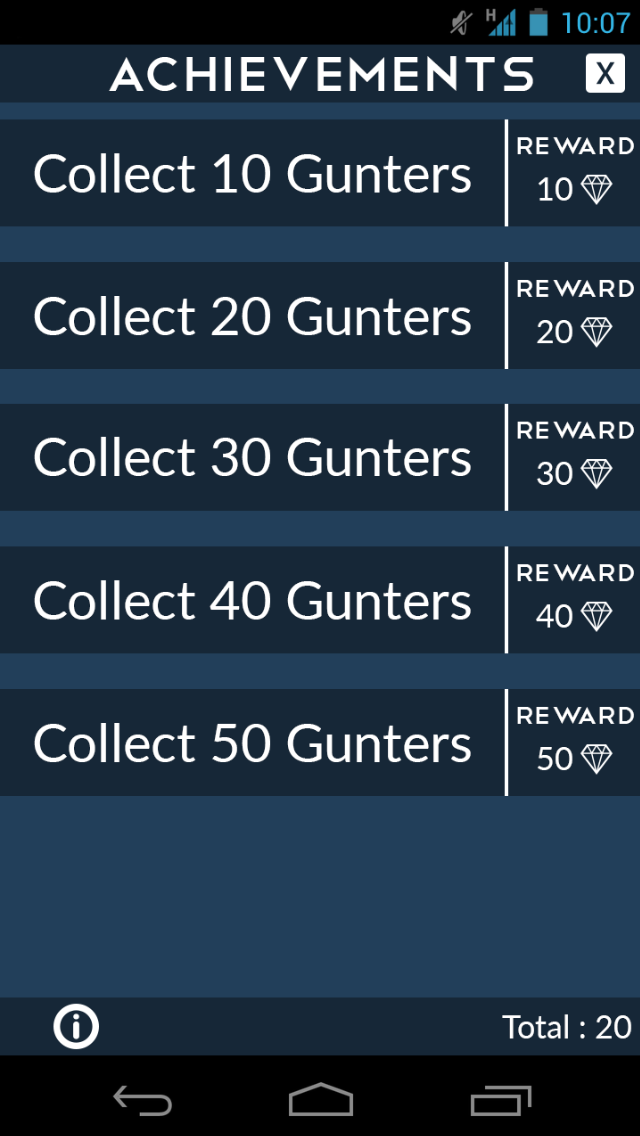 H 10:07
ACHIEVEMENTS X
Collect 10 Gunters
REWARD
10
Collect 20 Gunters
REWARD
20
Collect 30 Gunters
REWARD
30
Collect 40 Gunters
REWARD
40
Collect 50 Gunters
REWARD
50
Total : 20